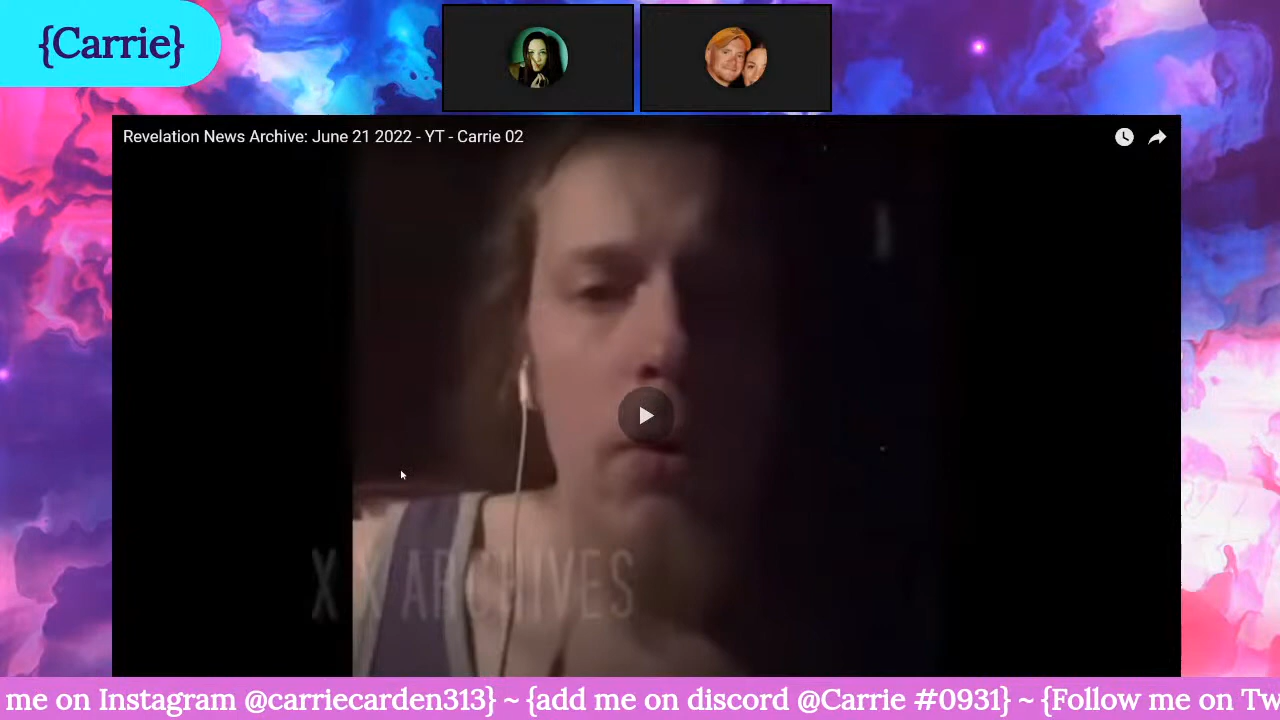 {Carrie}
Revelation News Archive: June 21 2022 - YT - Carrie 02
X X ARCHIVES
me on Instagram @carriecarden313} ~ {add me on discord @Carrie #0931} ~ {Follow me on Tw